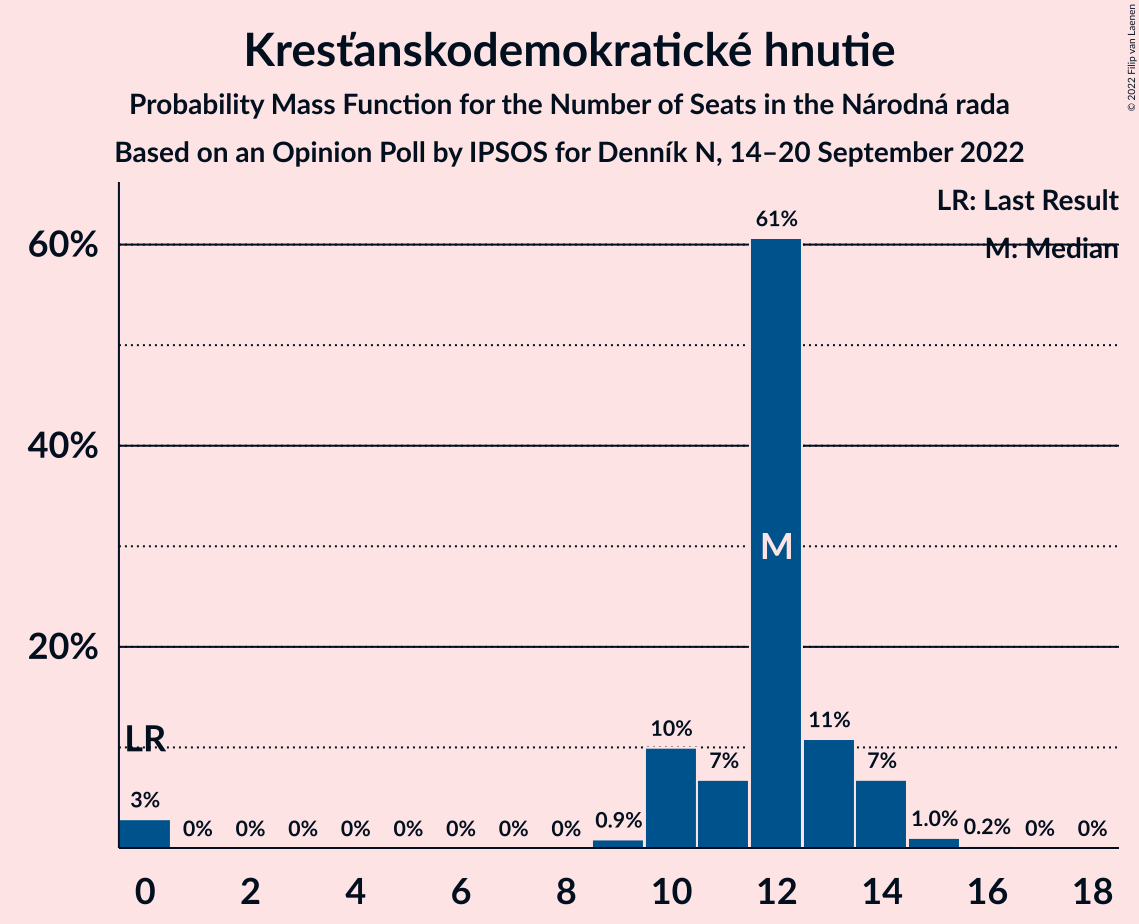 Kresťanskodemokratické hnutie
Probability Mass Function for the Number of Seats in the Národná rada
Based on an Opinion Poll by IPSOS for Denník N, 14–20 September 2022
© 2022 Filip van Laenen
LR: Last Result
M: Median
60%
40%
20%
61%
M
LR
3%
0%
0%
0%
0%
0%
0%
0%
0%
0.9%
10%
7%
11%
7%
1.0%
0.2%
0%
0%
0 2 4 6 8 10 12 14 16 18